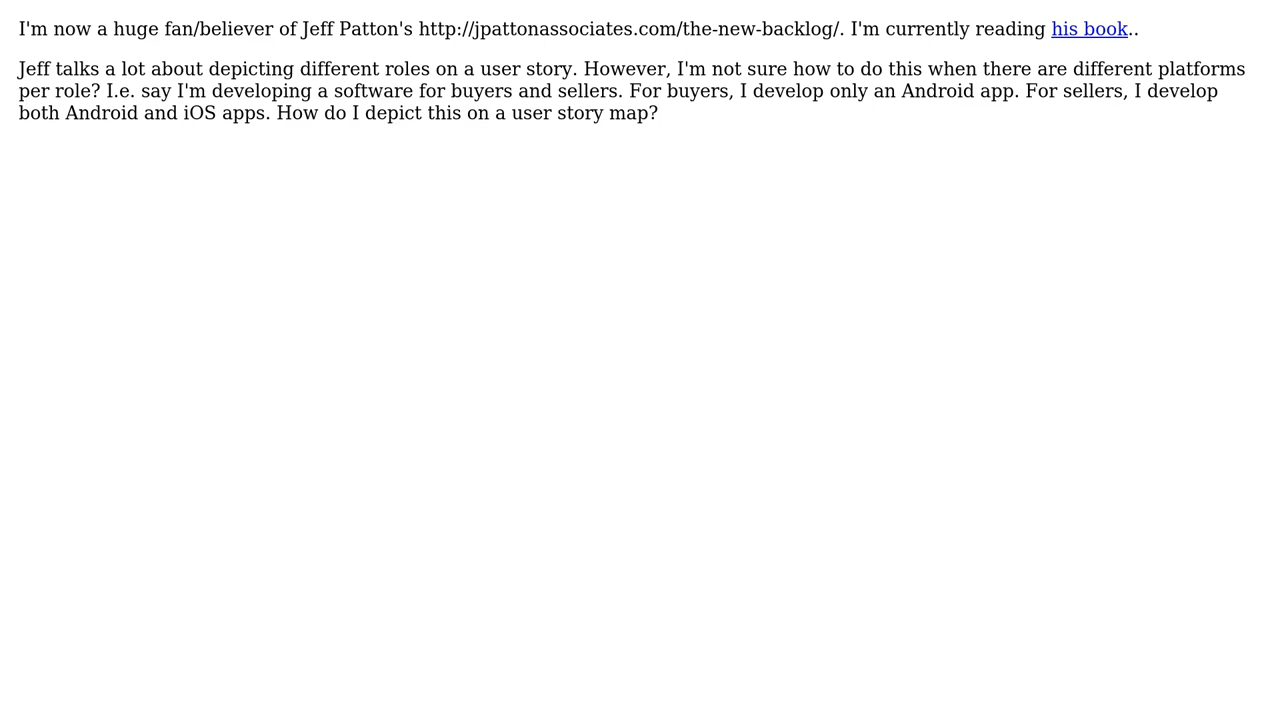 I'm now a huge fan/believer of Jeff Patton's http://jpattonassociates.com/the-new-backlog/. I'm currently reading his book..
Jeff talks a lot about depicting different roles on a user story. However, I'm not sure how to do this when there are different platforms
per role? I.e. say I'm developing a software for buyers and sellers. For buyers, I develop only an Android app. For sellers, I develop
both Android and iOS apps. How do I depict this on a user story map?